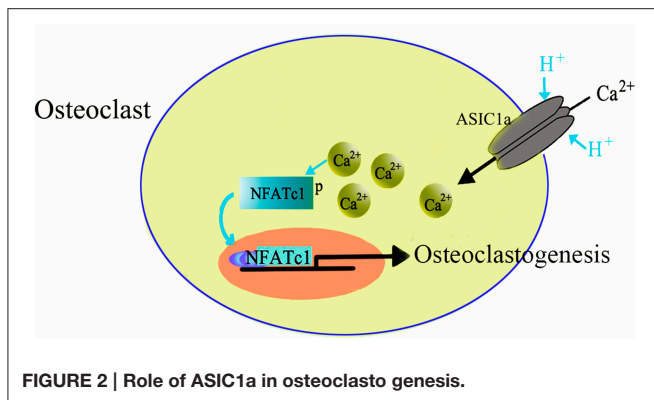 H⁺
Osteoclast
Ca²⁺
ASIC1a
H⁺
Ca²⁺
Ca²⁺
NFATc1
p
Ca²⁺
Ca²⁺
NFATc1
Osteoclastogenesis
FIGURE 2 | Role of ASIC1a in osteoclasto genesis.